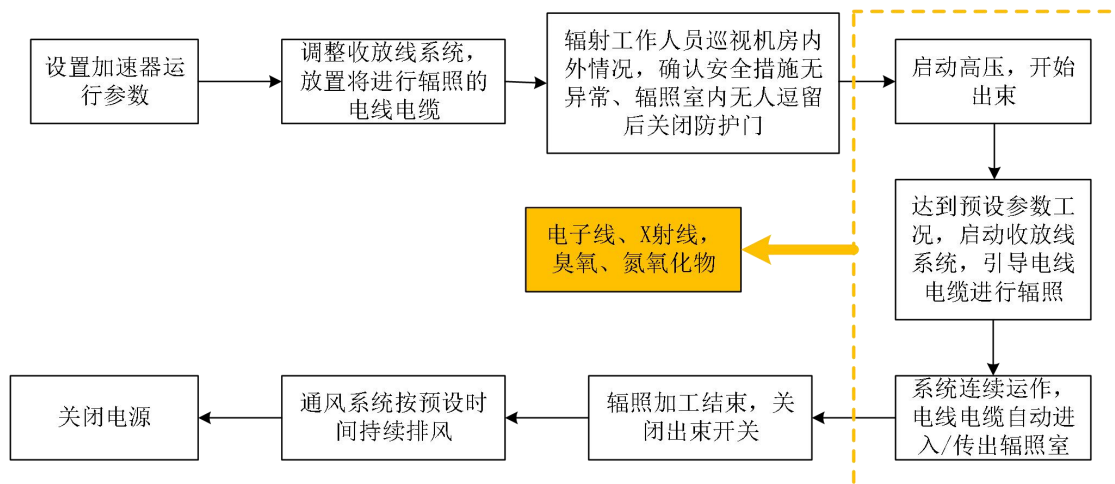 设置加速器运
行参数
调整收放线系统，
放置将进行辐照的
电线电缆
辐射工作人员巡视机房内
外情况，确认安全措施无
异常、辐照室内无人逗留
后关闭防护门
启动高压，开始
出束
达到预设参数工
况，启动收放线
系统，引导电线
电缆进行辐照
电子线、X射线，
臭氧、氮氧化物
系统连续运作，
电线电缆自动进
入/传出辐照室
辐照加工结束，关
闭出束开关
通风系统按预设时
间持续排风
关闭电源